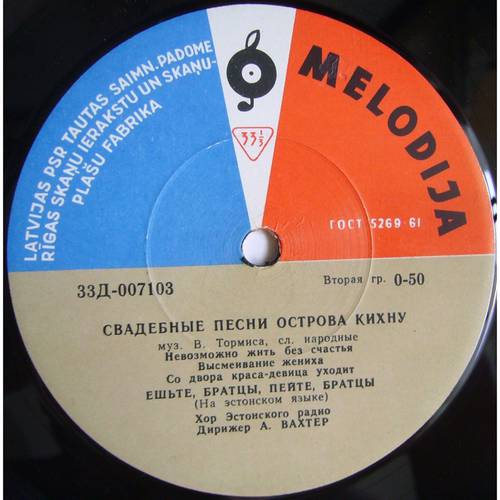 LATVIJAS PSR TAUTAS SAIMN. PADOME
RĪGAS SKAŅU IERAKSTU UN SKAŅU-
PLAŠU FABRIKA
33⅓
MELODIJA
ГОСТ 5269-61
33Д-007103
Вторая гр. 0-50
СВАДЕБНЫЕ ПЕСНИ ОСТРОВА КИХНУ
муз. В. Тормиса, сл. народные
Невозможно жить без счастья
Высмеивание жениха
Со двора краса-девица уходит
ЕШЬТЕ, БРАТЦЫ, ПЕЙТЕ, БРАТЦЫ
(На эстонском языке)
Хор Эстонского радио
Дирижер А. ВАХТЕР